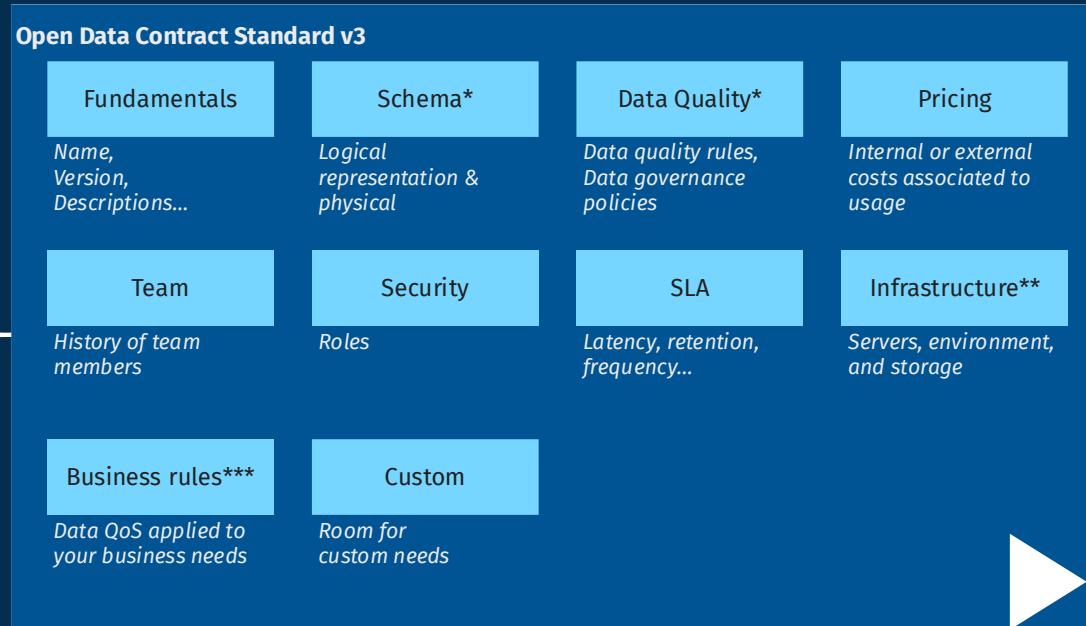 Open Data Contract Standard v3
Fundamentals
Name,
Version,
Descriptions...
Schema*
Logical
representation &
physical
Data Quality*
Data quality rules,
Data governance
policies
Pricing
Internal or external
costs associated to
usage
Team
History of team
members
Security
Roles
SLA
Latency, retention,
frequency...
Infrastructure**
Servers, environment,
and storage
Business rules***
Data QoS applied to
your business needs
Custom
Room for
custom needs